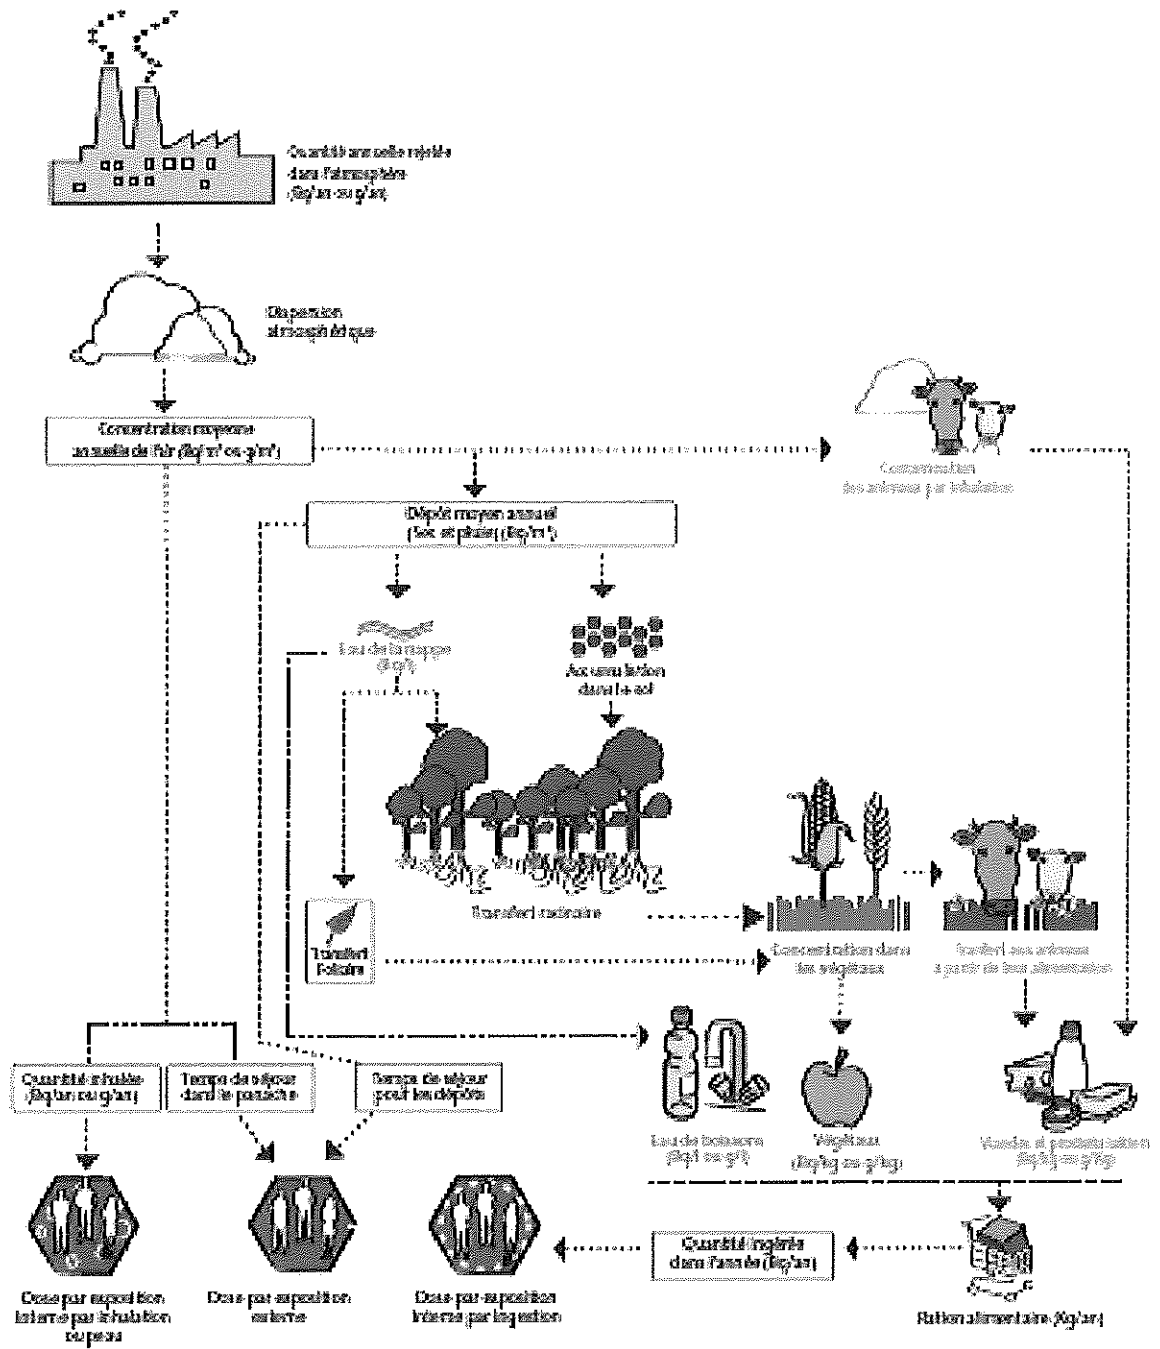 Quantité annuelle rejetée
dans l'atmosphère
(Bq/an ou g/an)
Dispersion
atmosphérique
Concentration moyenne
annuelle de l'air (Bq/m³ ou g/m³)
Contamination
des animaux par inhalation
Dépôt moyen annuel
(sec et pluie) (Bq/m²)
Eau de la nappe
(Bq/l)
Accumulation
dans le sol
Transfert racinaire
Transfert
foliaire
Concentration dans
les végétaux
Tranfert aux animaux
à partir de leur alimentation
Quantité inhalée
(Bq/an ou g/an)
Temps de séjour
dans le panache
Temps de séjour
pour les dépôts
Eau de boissons
(Bq/l ou g/l)
Végétaux
(Bq/kg ou g/kg)
Viandes et produits laitiers
(Bq/kg ou g/kg)
Quantité ingérée
dans l'année (Bq/an)
Ration alimentaire (Kg/an)
Dose par exposition
interne par inhalation
ou peau
Dose par exposition
externe
Dose par exposition
interne par ingestion